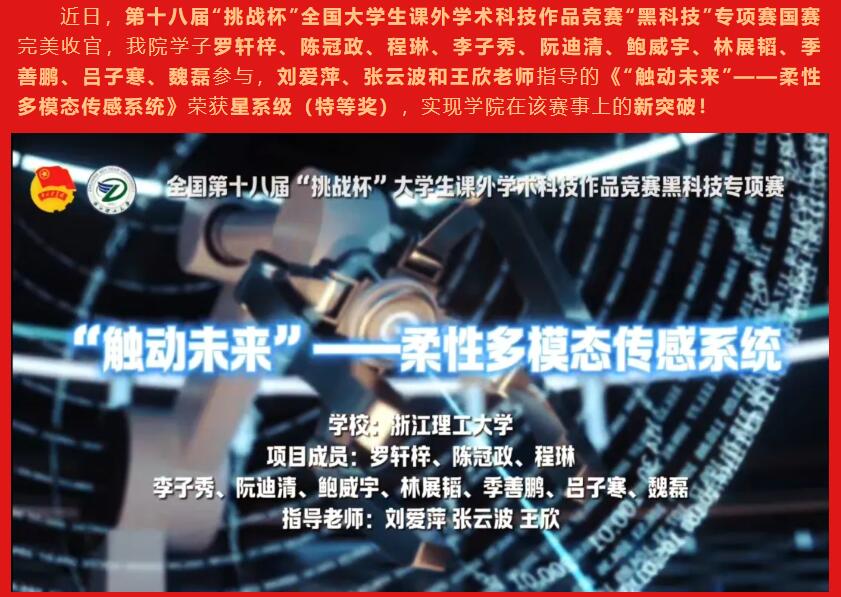 近日，第十八届“挑战杯”全国大学生课外学术科技作品竞赛“黑科技”专项赛国赛
完美收官，我院学子罗轩梓、陈冠政、程琳、李子秀、阮迪清、鲍威宇、林展韬、季
善鹏、吕子寒、魏磊参与，刘爱萍、张云波和王欣老师指导的《“触动未来”——柔性
多模态传感系统》荣获星系级（特等奖），实现学院在该赛事上的新突破！
全国第十八届“挑战杯”大学生课外学术科技作品竞赛黑科技专项赛
“触动未来”——柔性多模态传感系统
学校：浙江理工大学
项目成员：罗轩梓、陈冠政、程琳
李子秀、阮迪清、鲍威宇、林展韬、季善鹏、吕子寒、魏磊
指导老师：刘爱萍 张云波 王欣